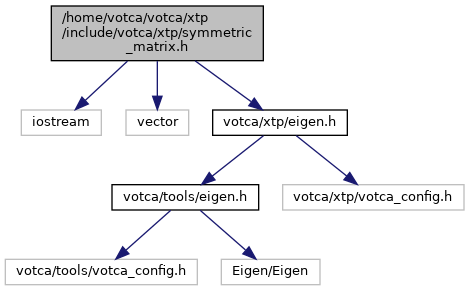 /home/votca/votca/xtp
/include/votca/xtp/symmetric
_matrix.h
iostream
vector
votca/xtp/eigen.h
votca/tools/eigen.h
votca/xtp/votca_config.h
votca/tools/votca_config.h
Eigen/Eigen